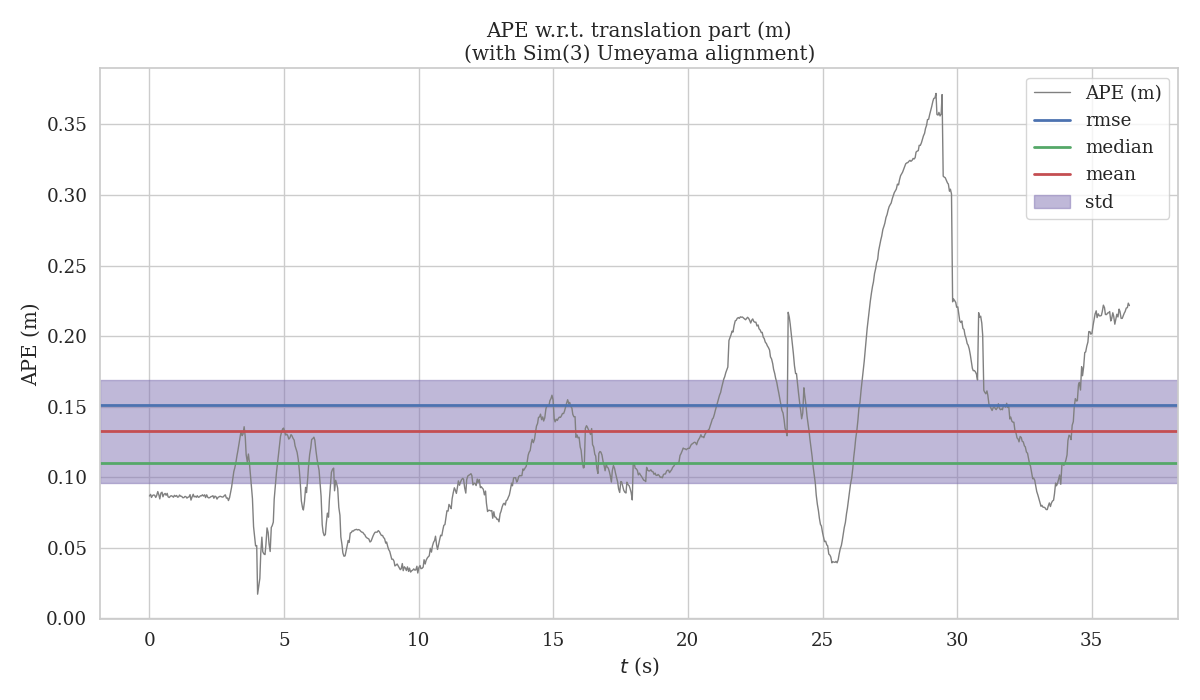 APE w.r.t. translation part (m)
(with Sim(3) Umeyama alignment)
APE (m)
rmse
median
mean
std
0.35
0.30
0.25
0.20
0.15
0.10
0.05
0.00
APE (m)
0 5 10 15 20 25 30 35
t (s)